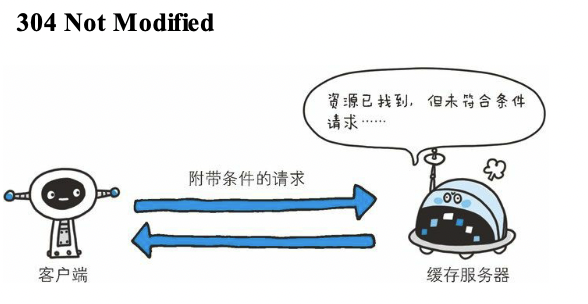 304 Not Modified
资源已找到，但未符合条件
请求……
附带条件的请求
客户端
缓存服务器